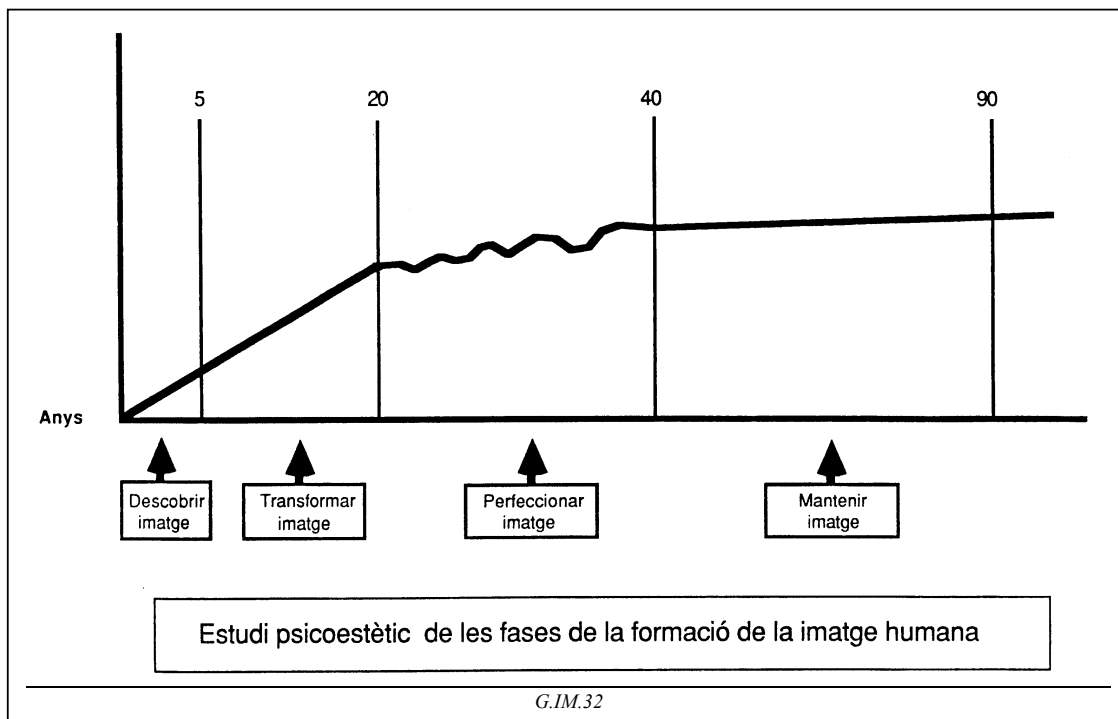 5 20 40 90
Anys
Descobrir
imatge
Transformar
imatge
Perfeccionar
imatge
Mantenir
imatge
Estudi psicoestètic de les fases de la formació de la imatge humana
G.IM.32